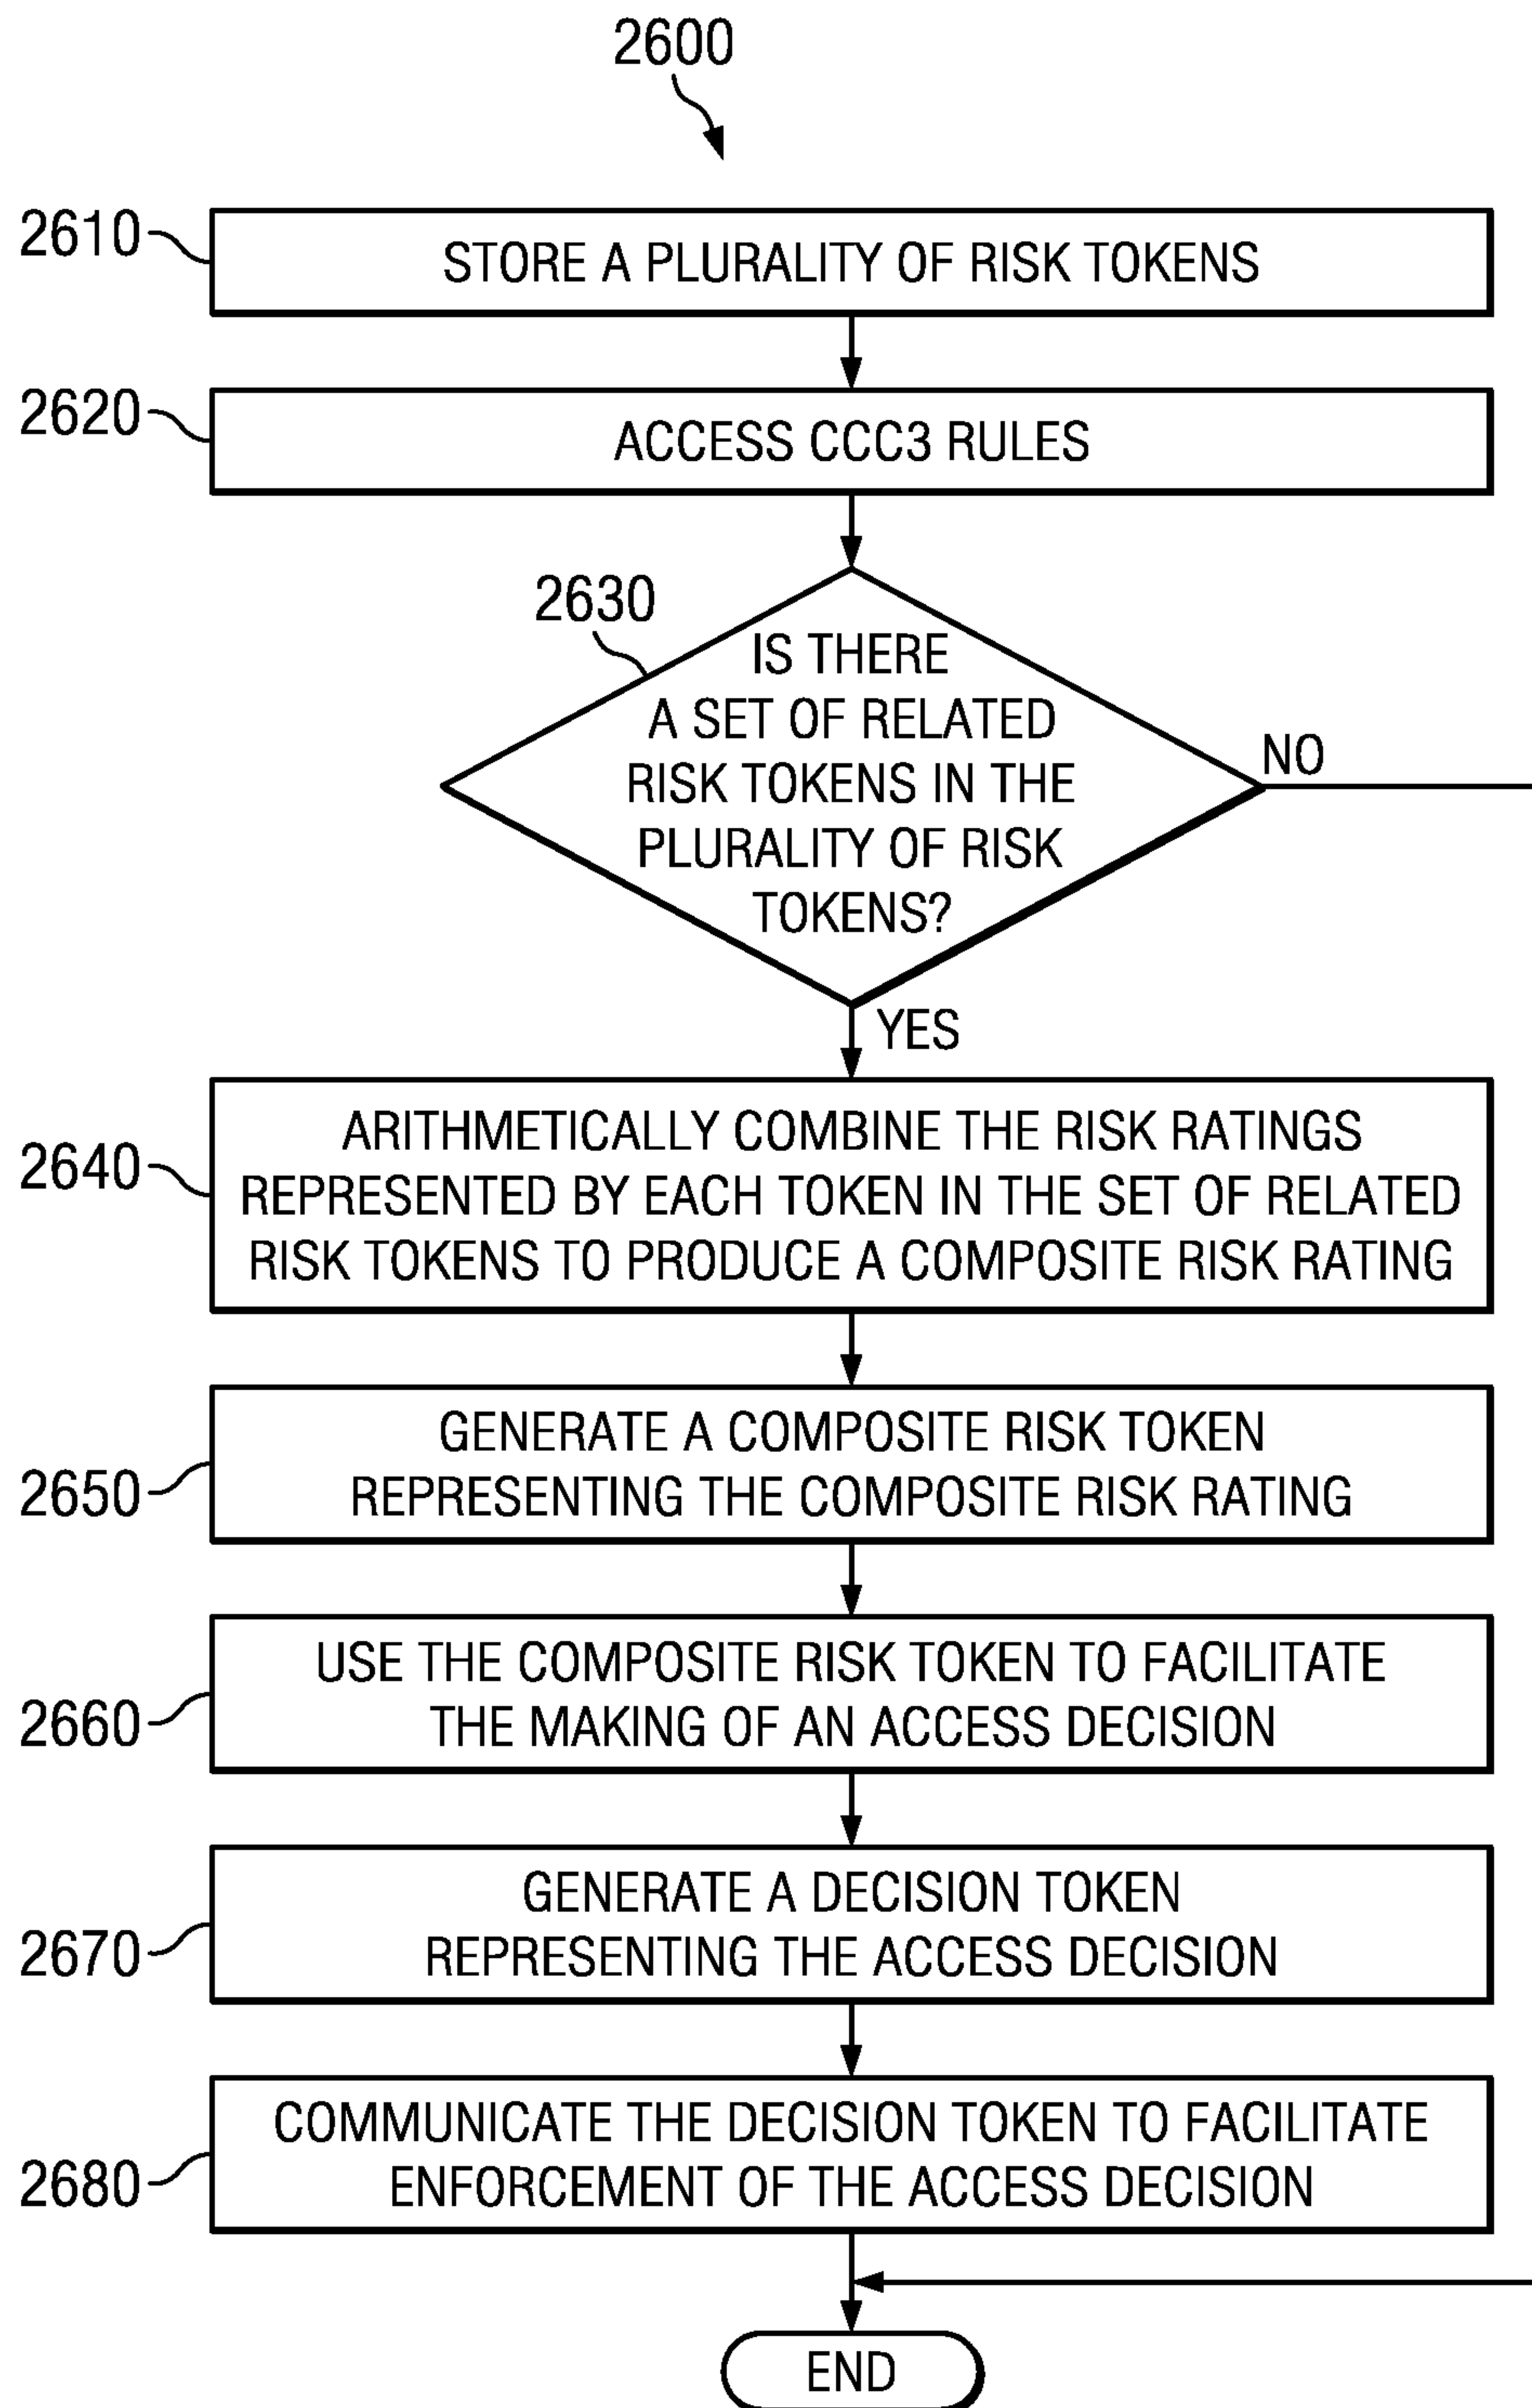 2600
2610
STORE A PLURALITY OF RISK TOKENS
2620
ACCESS CCC3 RULES
2630
IS THERE
A SET OF RELATED
RISK TOKENS IN THE
PLURALITY OF RISK
TOKENS?
NO
YES
2640
ARITHMETICALLY COMBINE THE RISK RATINGS
REPRESENTED BY EACH TOKEN IN THE SET OF RELATED
RISK TOKENS TO PRODUCE A COMPOSITE RISK RATING
2650
GENERATE A COMPOSITE RISK TOKEN
REPRESENTING THE COMPOSITE RISK RATING
2660
USE THE COMPOSITE RISK TOKEN TO FACILITATE
THE MAKING OF AN ACCESS DECISION
2670
GENERATE A DECISION TOKEN
REPRESENTING THE ACCESS DECISION
2680
COMMUNICATE THE DECISION TOKEN TO FACILITATE
ENFORCEMENT OF THE ACCESS DECISION
END